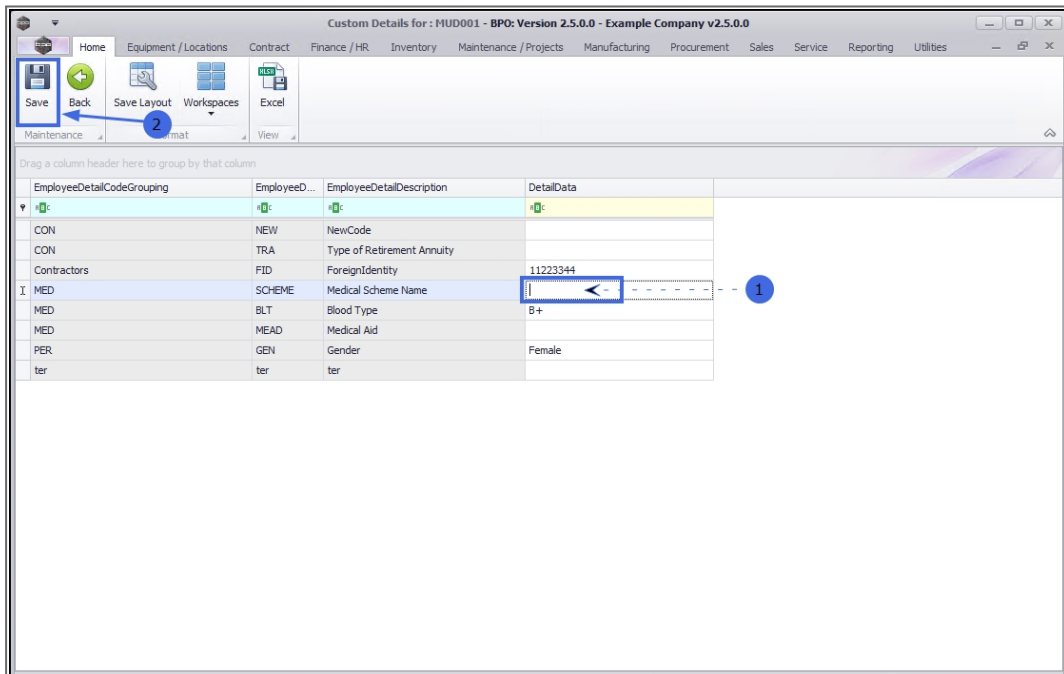 Custom Details for : MUD001 - BPO: Version 2.5.0.0 - Example Company v2.5.0.0
Home Equipment / Locations Contract Finance / HR Inventory Maintenance / Projects Manufacturing Procurement Sales Service Reporting Utilities
Save Back Save Layout Workspaces Excel
2
Maintenance rmat View
Drag a column header here to group by that column
EmployeeDetailCodeGrouping EmployeeD... EmployeeDetailDescription DetailData
CON NEW NewCode
CON TRA Type of Retirement Annuity
Contractors FID ForeignIdentity 11223344
MED SCHEME Medical Scheme Name 1
MED BLT Blood Type B+
MED MEAD Medical Aid
PER GEN Gender Female
ter ter ter